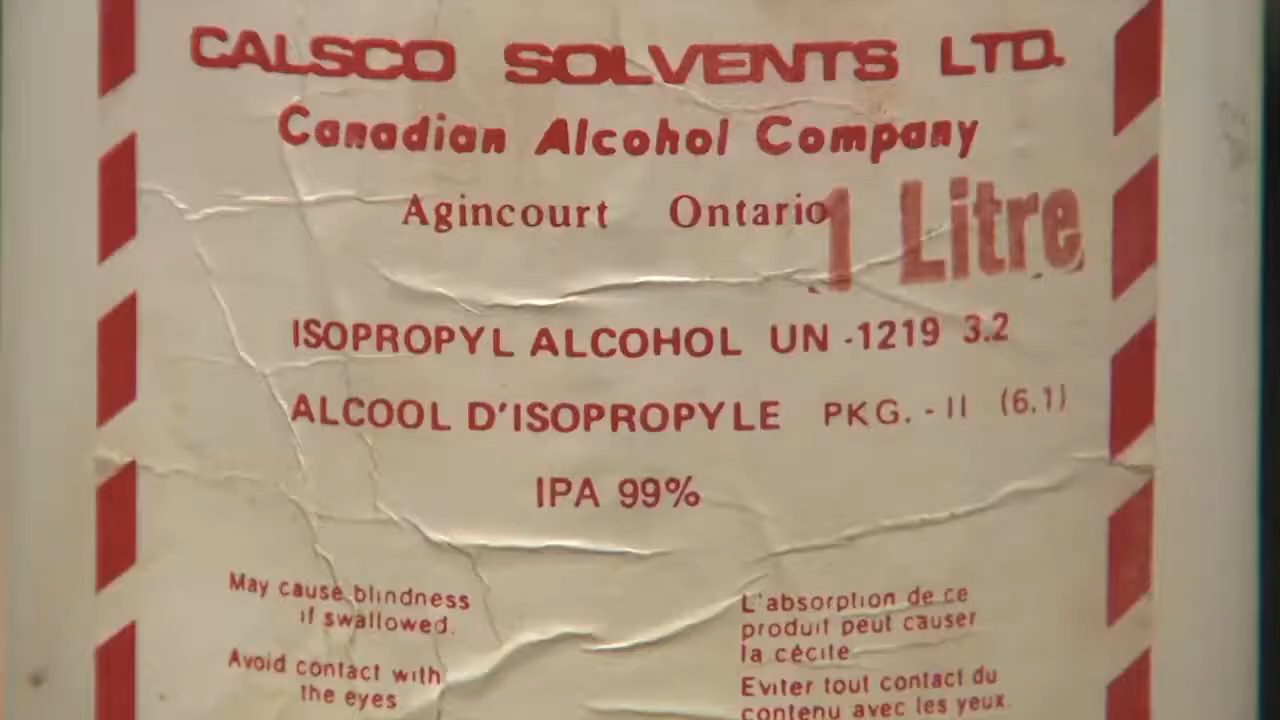 CALSCO SOLVENTS LTD.
Canadian Alcohol Company
Agincourt Ontario
1 Litre
ISOPROPYL ALCOHOL UN -1219 3.2
ALCOOL D'ISOPROPYLE PKG. - II (6.1)
IPA 99%
May cause blindness
if swallowed.
Avoid contact with
the eyes
L'absorption de ce
produit peut causer
la cécite
Eviter tout contact du
contenu avec les yeux.